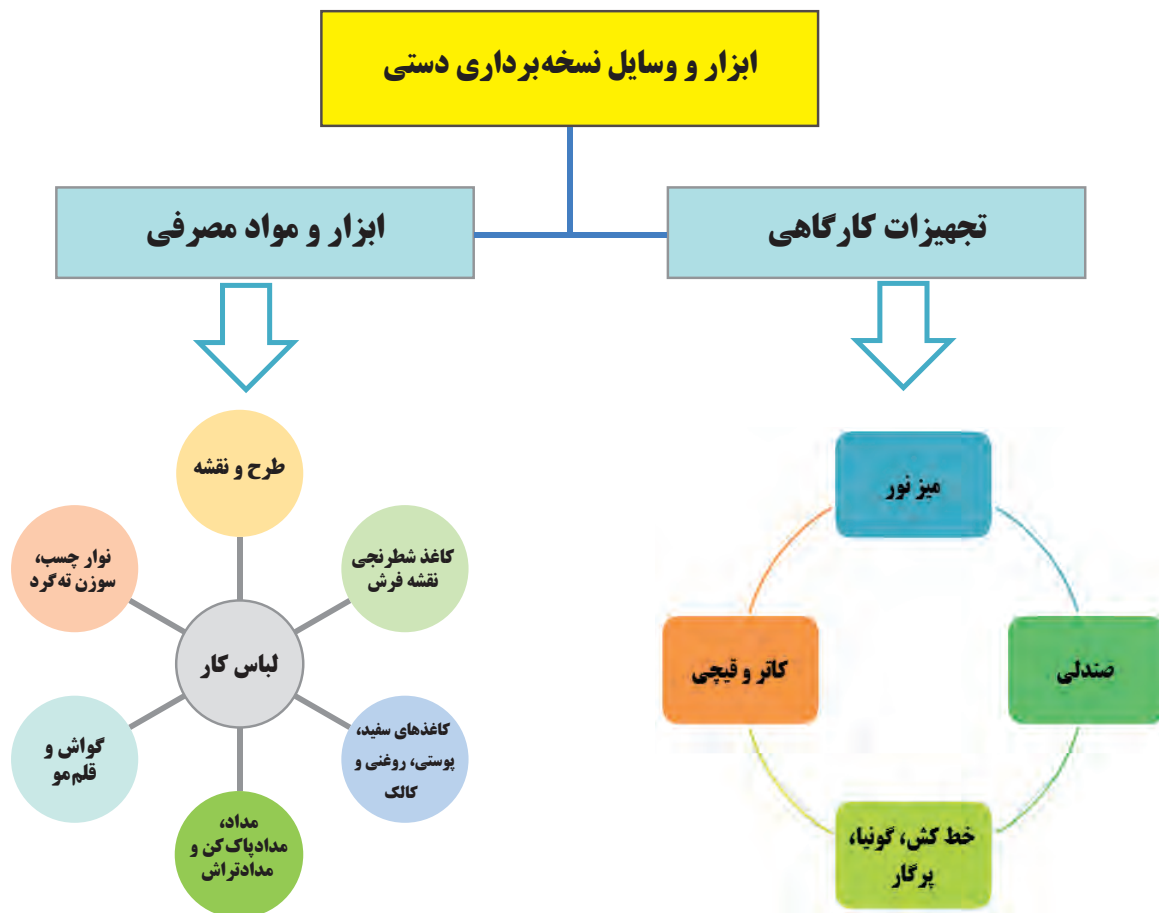 ابزار و وسایل نسخه‌برداری دستی
تجهیزات کارگاهی
میز نور
صندلی
خط کش، گونیا،
پرگار
کاتر و قیچی
ابزار و مواد مصرفی
طرح و نقشه
کاغذ شطرنجی
نقشه فرش
کاغذهای سفید،
پوستی، روغنی و
کالک
مداد،
مدادپاک‌کن و
مدادتراش
گواش و
قلم‌مو
نوار چسب،
سوزن ته‌گرد
لباس کار